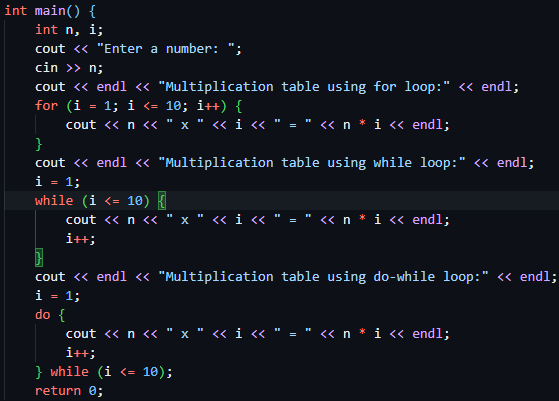 int main() {
    int n, i;
    cout << "Enter a number: ";
    cin >> n;
    cout << endl << "Multiplication table using for loop:" << endl;
    for (i = 1; i <= 10; i++) {
        cout << n << " x " << i << " = " << n * i << endl;
    }
    cout << endl << "Multiplication table using while loop:" << endl;
    i = 1;
    while (i <= 10) {
        cout << n << " x " << i << " = " << n * i << endl;
        i++;
    }
    cout << endl << "Multiplication table using do-while loop:" << endl;
    i = 1;
    do {
        cout << n << " x " << i << " = " << n * i << endl;
        i++;
    } while (i <= 10);
    return 0;